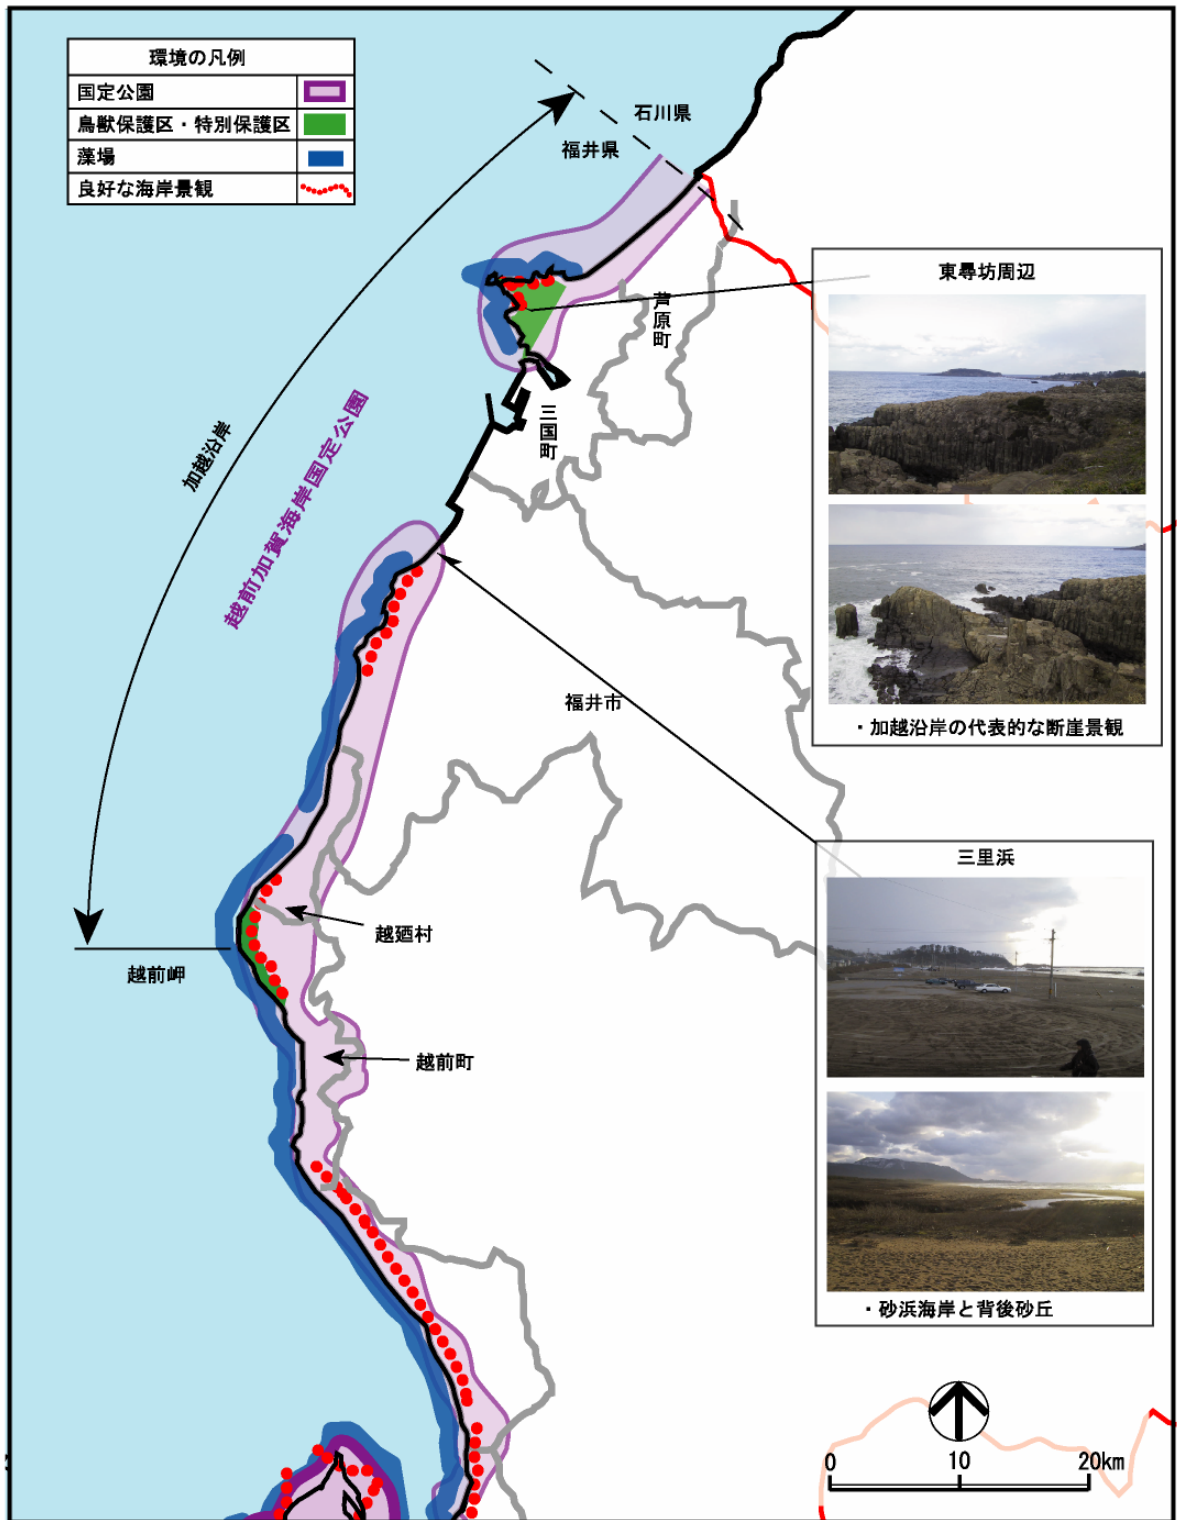 環境の凡例
国定公園
鳥獣保護区・特別保護区
藻場
良好な海岸景観
石川県
福井県
東尋坊周辺
芦原町
三国町
加越沿岸
越前加賀海岸国定公園
福井市
・加越沿岸の代表的な断崖景観
三里浜
越廼村
越前岬
越前町
・砂浜海岸と背後砂丘
0 10 20km